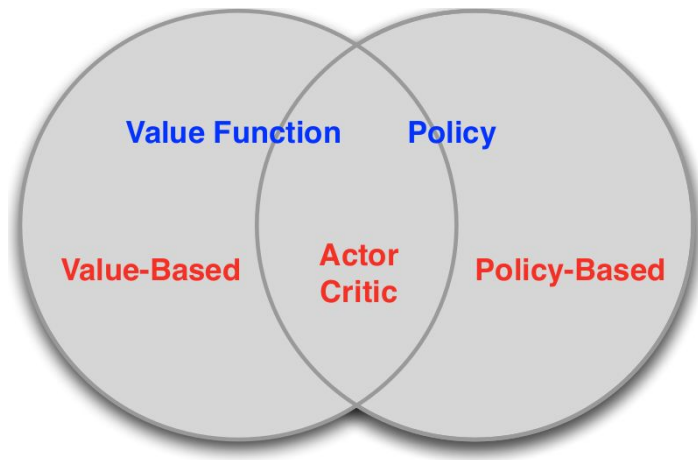 Value Function
Policy
Value-Based
Actor
Critic
Policy-Based